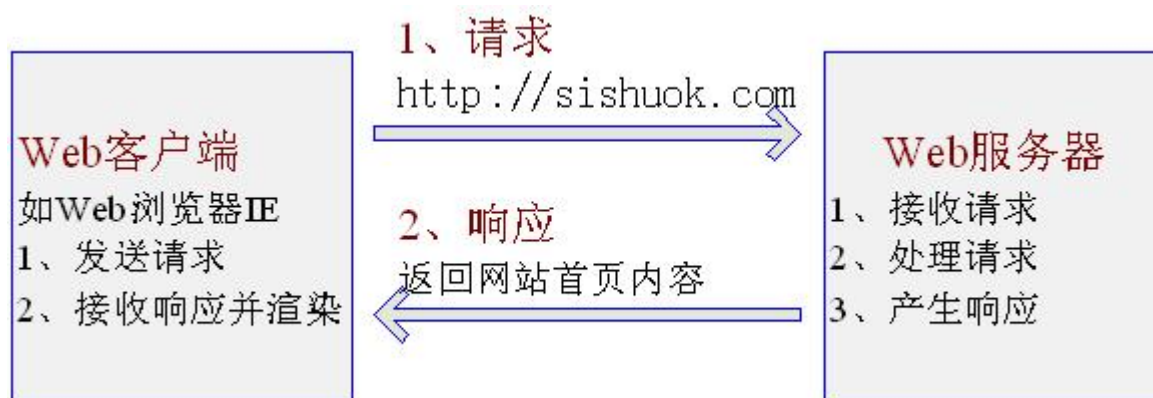 1、请求
http://sishuok.com
Web客户端
如Web浏览器IE
1、发送请求
2、接收响应并渲染
2、响应
返回网站首页内容
Web服务器
1、接收请求
2、处理请求
3、产生响应